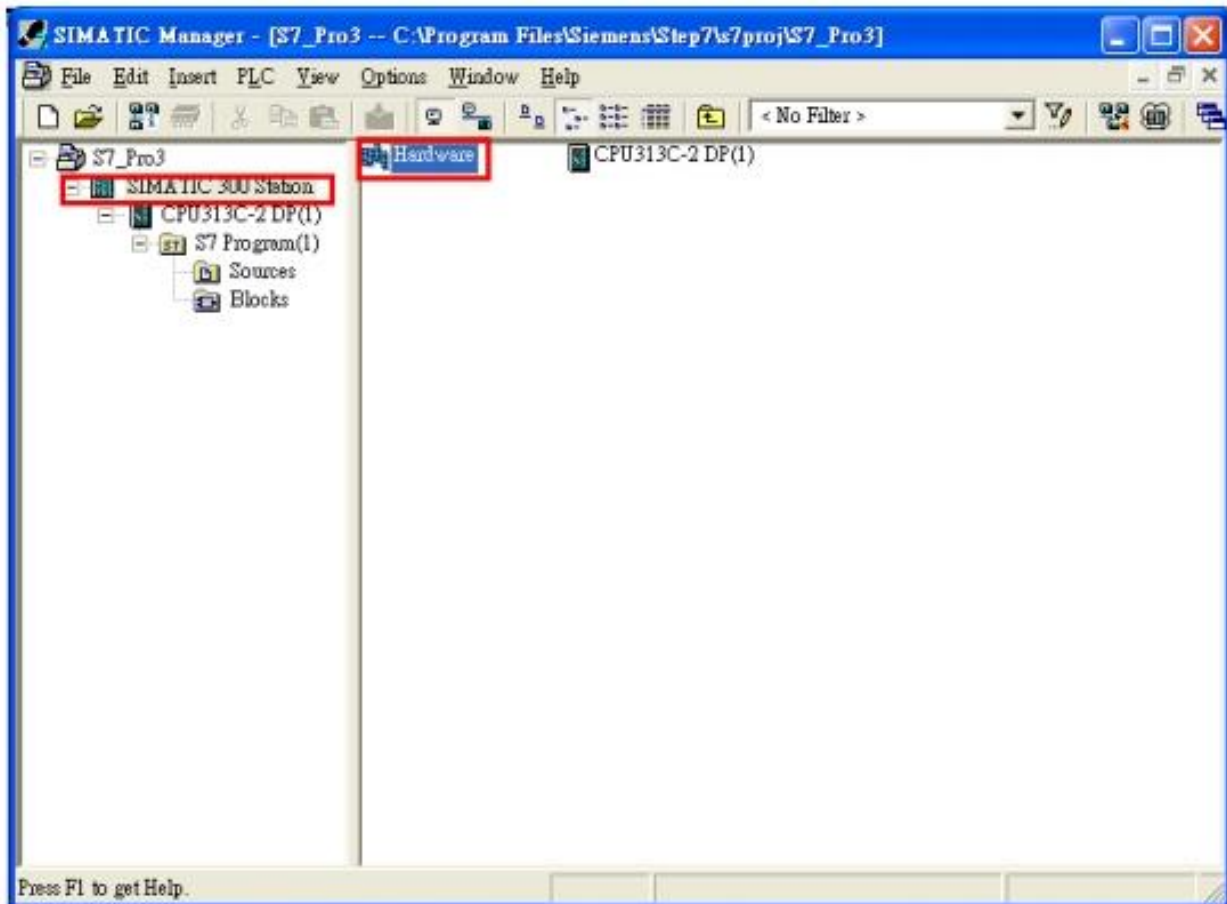 SIMATIC Manager - [S7_Pro3 -- C:\Program Files\Siemens\Step7\s7proj\S7_Pro3]
File Edit Insert PLC View Options Window Help
< No Filter >
S7_Pro3
SIMATIC 300 Station
CPU313C-2 DP(1)
S7 Program(1)
Sources
Blocks
Hardware
CPU313C-2 DP(1)
Press F1 to get Help.